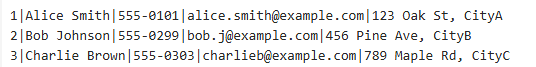 1|Alice Smith|555-0101|alice.smith@example.com|123 Oak St, CityA
2|Bob Johnson|555-0299|bob.j@example.com|456 Pine Ave, CityB
3|Charlie Brown|555-0303|charlieb@example.com|789 Maple Rd, CityC